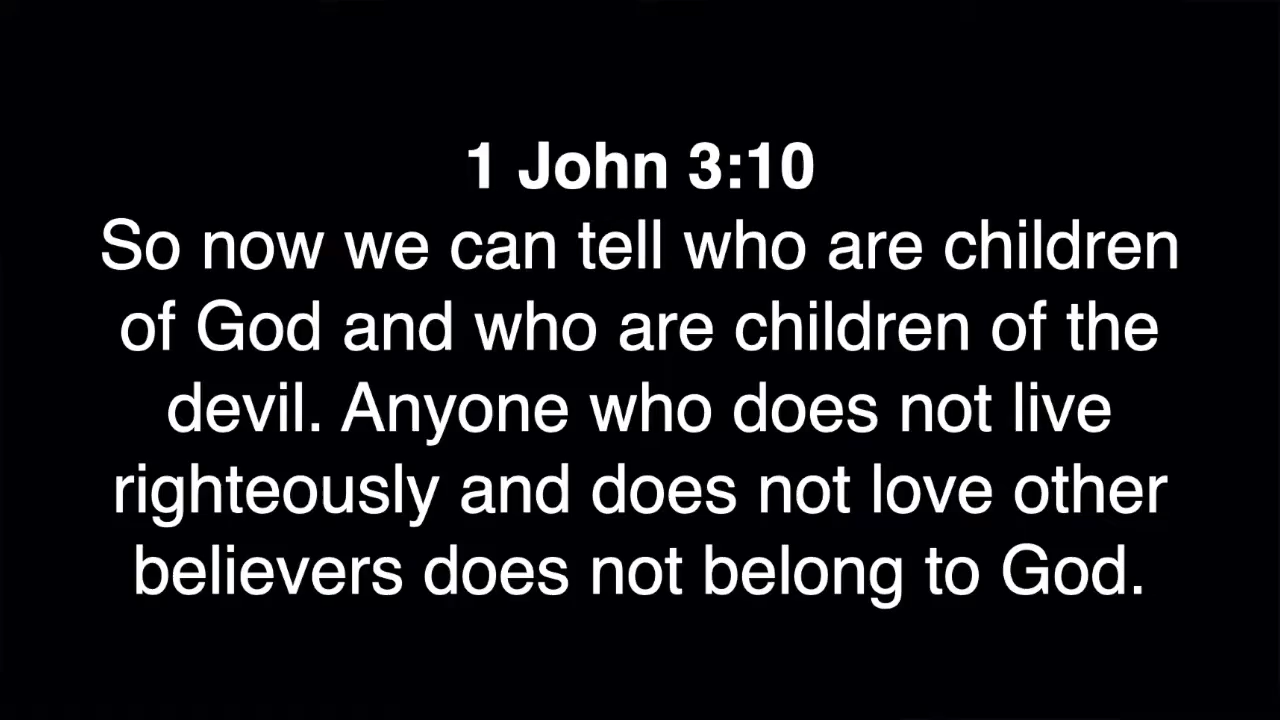 1 John 3:10
So now we can tell who are children
of God and who are children of the
devil. Anyone who does not live
righteously and does not love other
believers does not belong to God.